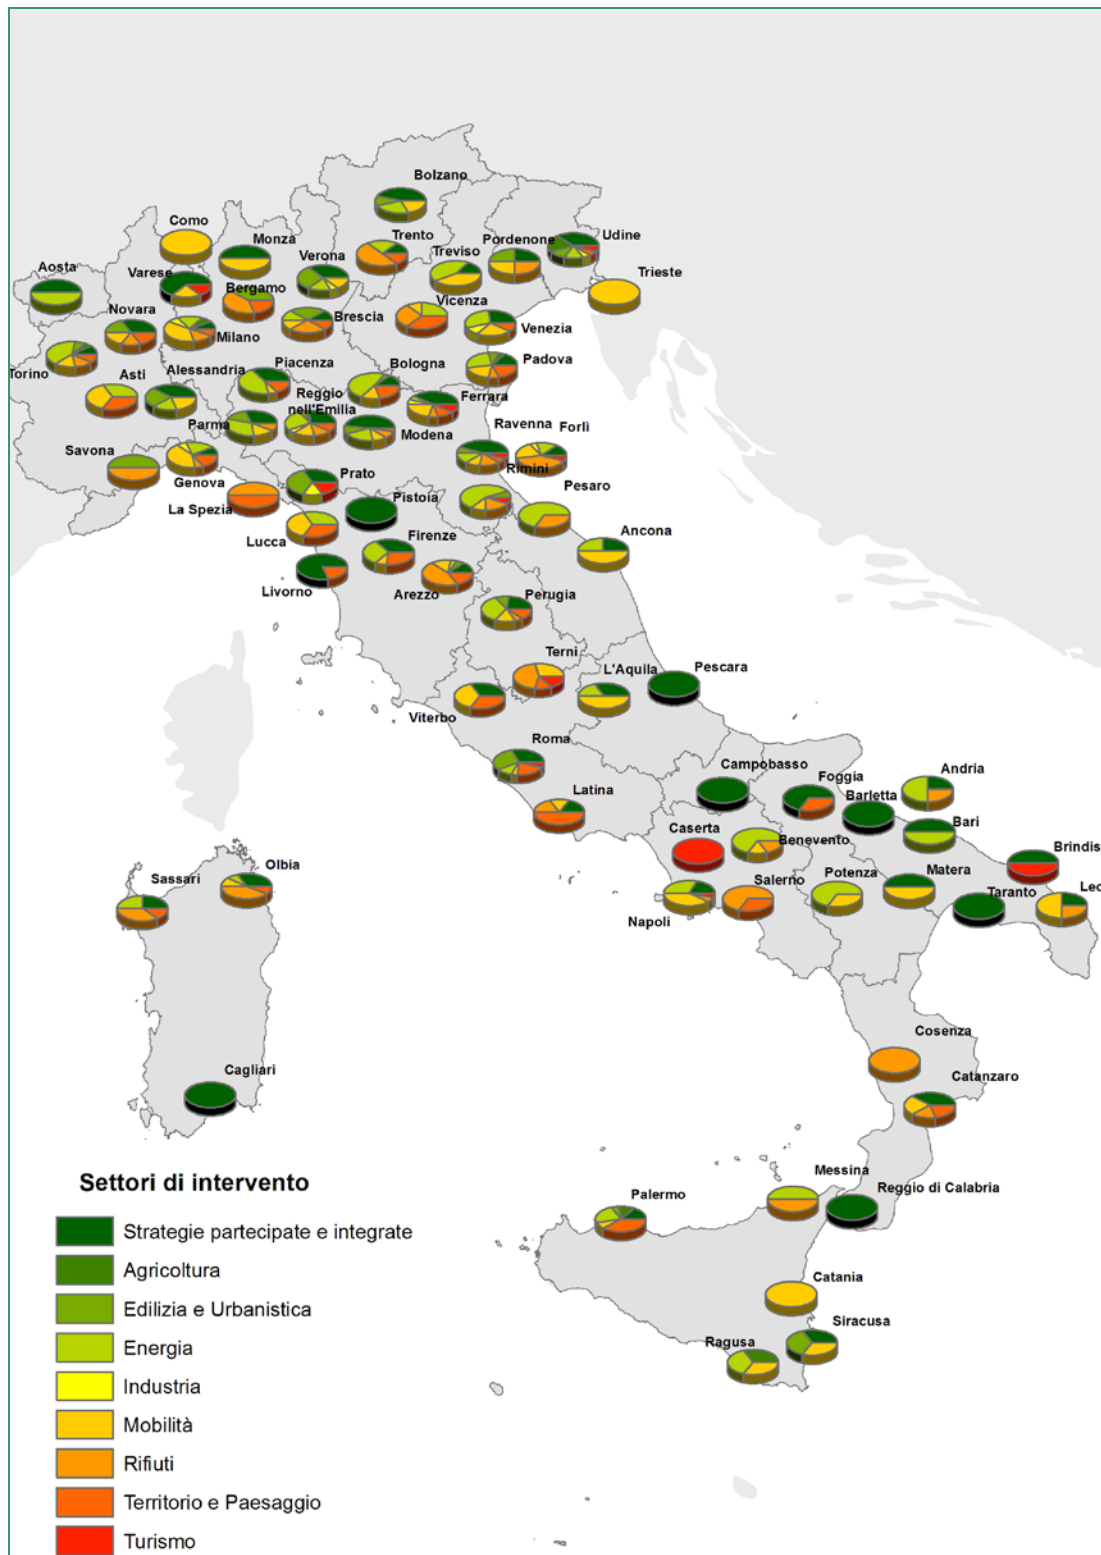 Bolzano
Como
Monza
Trento
Pordenone
Udine
Aosta
Varese
Verona
Treviso
Trieste
Novara
Bergamo
Vicenza
Milano
Brescia
Venezia
Torino
Asti
Alessandria
Piacenza
Bologna
Padova
Reggio
nell'Emilia
Ferrara
Parma
Modena
Ravenna
Forlì
Savona
Genova
Rimini
Prato
Pistoia
Pesaro
La Spezia
Lucca
Firenze
Ancona
Livorno
Arezzo
Perugia
Terni
L'Aquila
Pescara
Viterbo
Roma
Campobasso
Foggia
Andria
Latina
Barletta
Caserta
Benevento
Bari
Brindis
Olbia
Sassari
Salerno
Potenza
Matera
Taranto
Lec
Napoli
Cosenza
Cagliari
Catanzaro
Messina
Reggio di Calabria
Palermo
Catania
Siracusa
Ragusa
Settori di intervento
Strategie partecipate e integrate
Agricoltura
Edilizia e Urbanistica
Energia
Industria
Mobilità
Rifiuti
Territorio e Paesaggio
Turismo